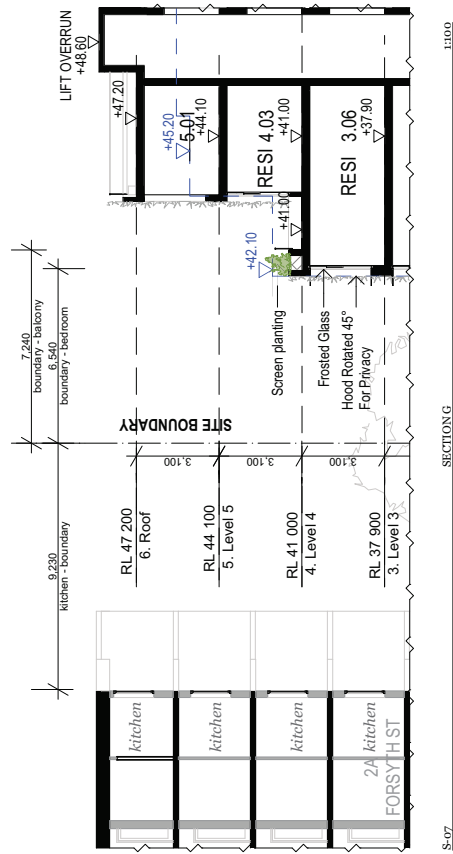 LIFT OVERRUN
+48.60
+47.20
+45.20
5.01
+44.10
RESI 4.03
+41.00
+41.00
RESI 3.06
+37.90
+42.10
Screen planting
Frosted Glass
Hood Rotated 45°
For Privacy
7,240
boundary - balcony
6,540
boundary - bedroom
9,230
kitchen - boundary
SITE BOUNDARY
3,100
3,100
3,100
RL 47 200
6. Roof
RL 44 100
5. Level 5
RL 41 000
4. Level 4
RL 37 900
3. Level 3
kitchen
kitchen
kitchen
kitchen
2A
FORSYTH ST
S-07
SECTION G
1:100